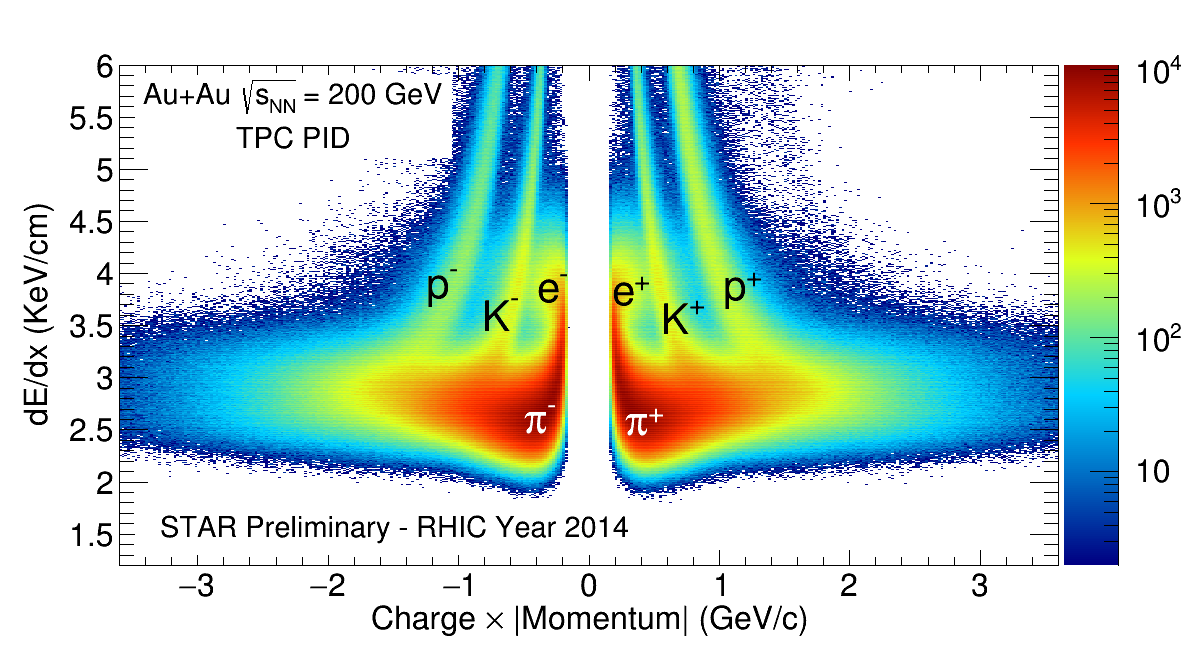 Au+Au √sNN = 200 GeV
TPC PID
6
5.5
5
4.5
4
3.5
3
2.5
2
1.5
dE/dx (KeV/cm)
p- K- e- e+ K+ p+
π- π+
STAR Preliminary - RHIC Year 2014
−3 −2 −1 0 1 2 3
Charge × |Momentum| (GeV/c)
10⁴
10³
10²
10